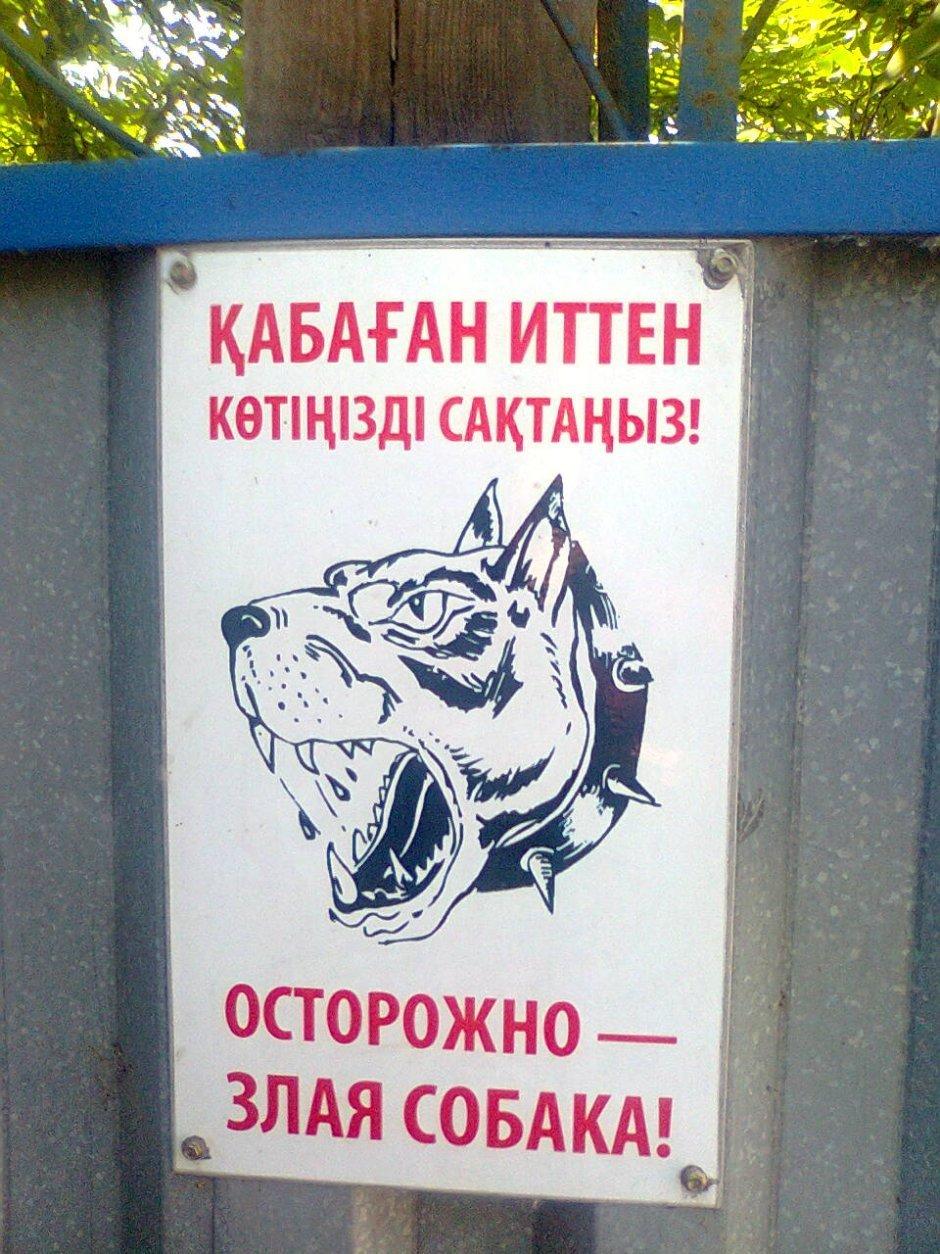 ҚАБАҒАН ИТТЕН
КӨТІҢІЗДІ САҚТАҢЫЗ!
ОСТОРОЖНО —
ЗЛАЯ СОБАКА!